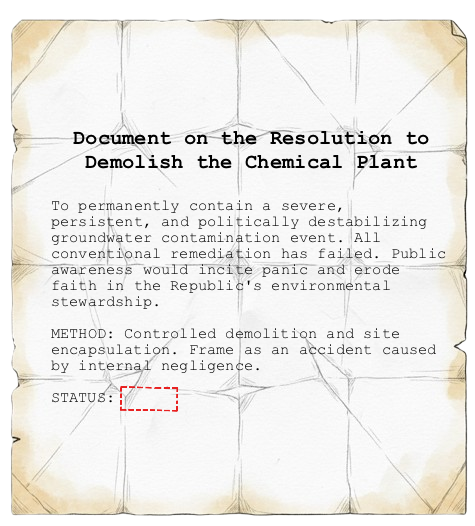 Document on the Resolution to
Demolish the Chemical Plant
To permanently contain a severe,
persistent, and politically destabilizing
groundwater contamination event. All
conventional remediation has failed. Public
awareness would incite panic and erode
faith in the Republic's environmental
stewardship.
METHOD: Controlled demolition and site
encapsulation. Frame as an accident caused
by internal negligence.
STATUS: